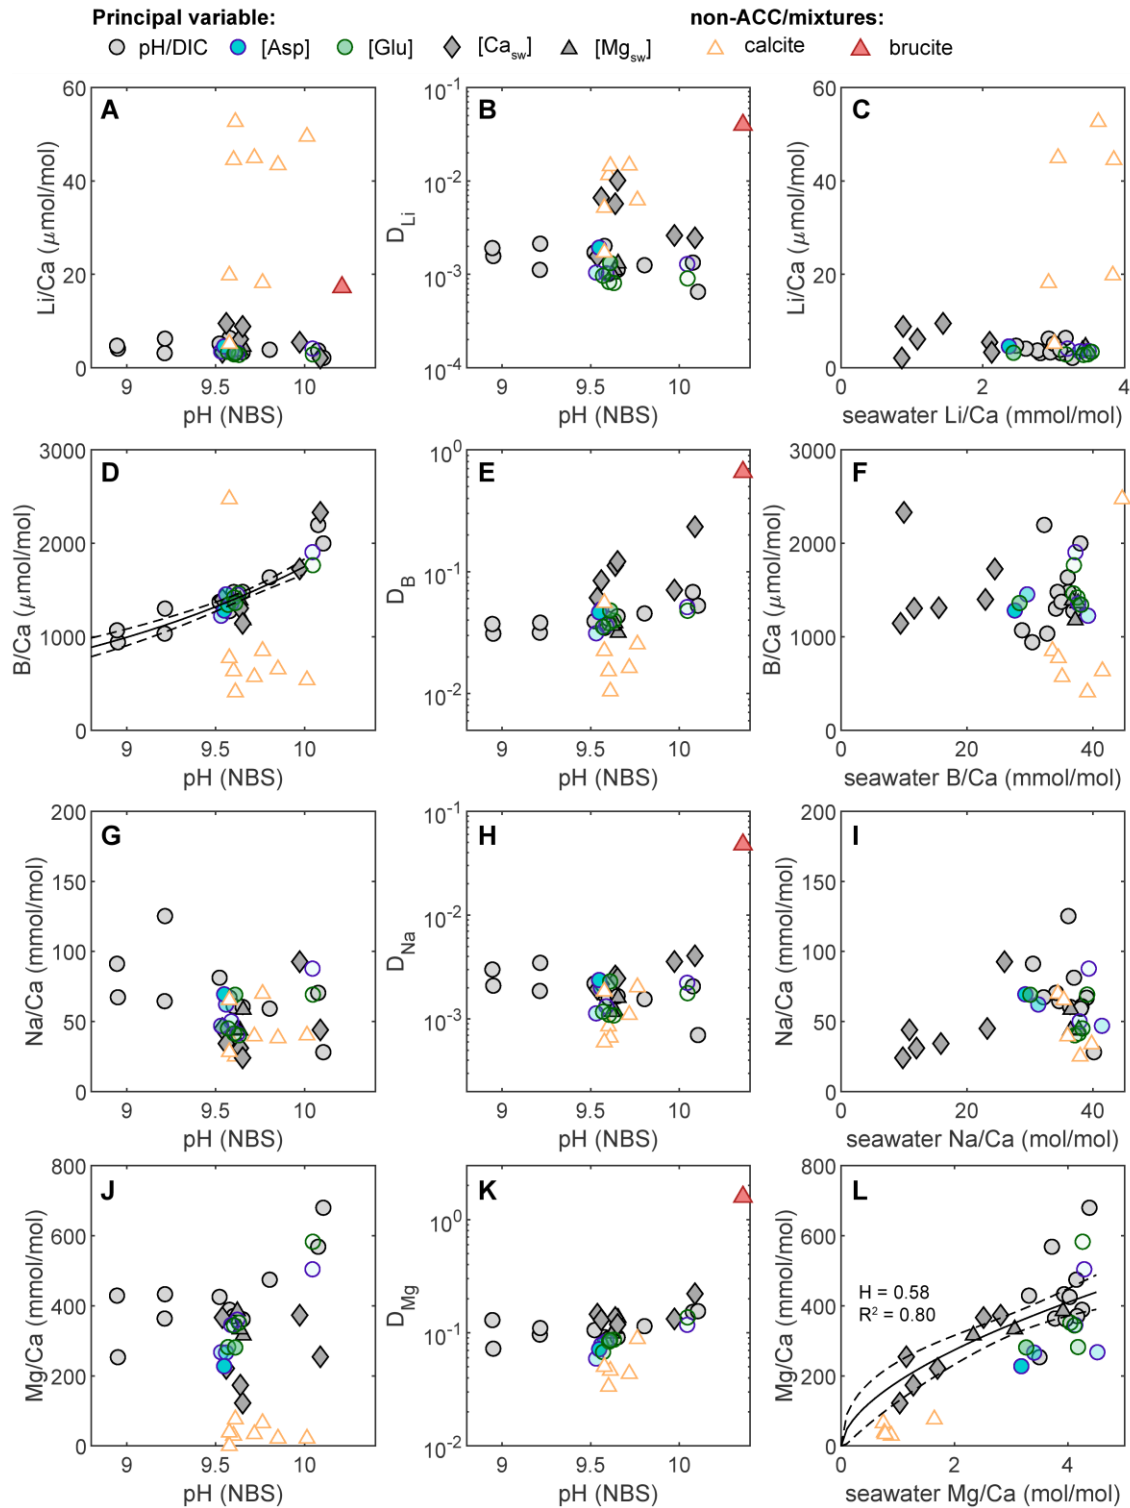 Principal variable: non-ACC/mixtures:
pH/DIC [Asp] [Glu] [Ca_sw] [Mg_sw] calcite brucite
A
Li/Ca (μmol/mol)
60
40
20
0
9 9.5 10
pH (NBS)
B
D_Li
10^-1
10^-2
10^-3
10^-4
9 9.5 10
pH (NBS)
C
Li/Ca (μmol/mol)
60
40
20
0
0 2 4
seawater Li/Ca (mmol/mol)
D
B/Ca (μmol/mol)
3000
2000
1000
0
9 9.5 10
pH (NBS)
E
D_B
10^0
10^-1
10^-2
9 9.5 10
pH (NBS)
F
B/Ca (μmol/mol)
3000
2000
1000
0
0 20 40
seawater B/Ca (mmol/mol)
G
Na/Ca (mmol/mol)
200
150
100
50
0
9 9.5 10
pH (NBS)
H
D_Na
10^-1
10^-2
10^-3
9 9.5 10
pH (NBS)
I
Na/Ca (mmol/mol)
200
150
100
50
0
0 20 40
seawater Na/Ca (mol/mol)
J
Mg/Ca (mmol/mol)
800
600
400
200
0
9 9.5 10
pH (NBS)
K
D_Mg
10^0
10^-1
10^-2
9 9.5 10
pH (NBS)
L
Mg/Ca (mmol/mol)
800
600
400
200
0
H = 0.58
R² = 0.80
0 2 4
seawater Mg/Ca (mol/mol)